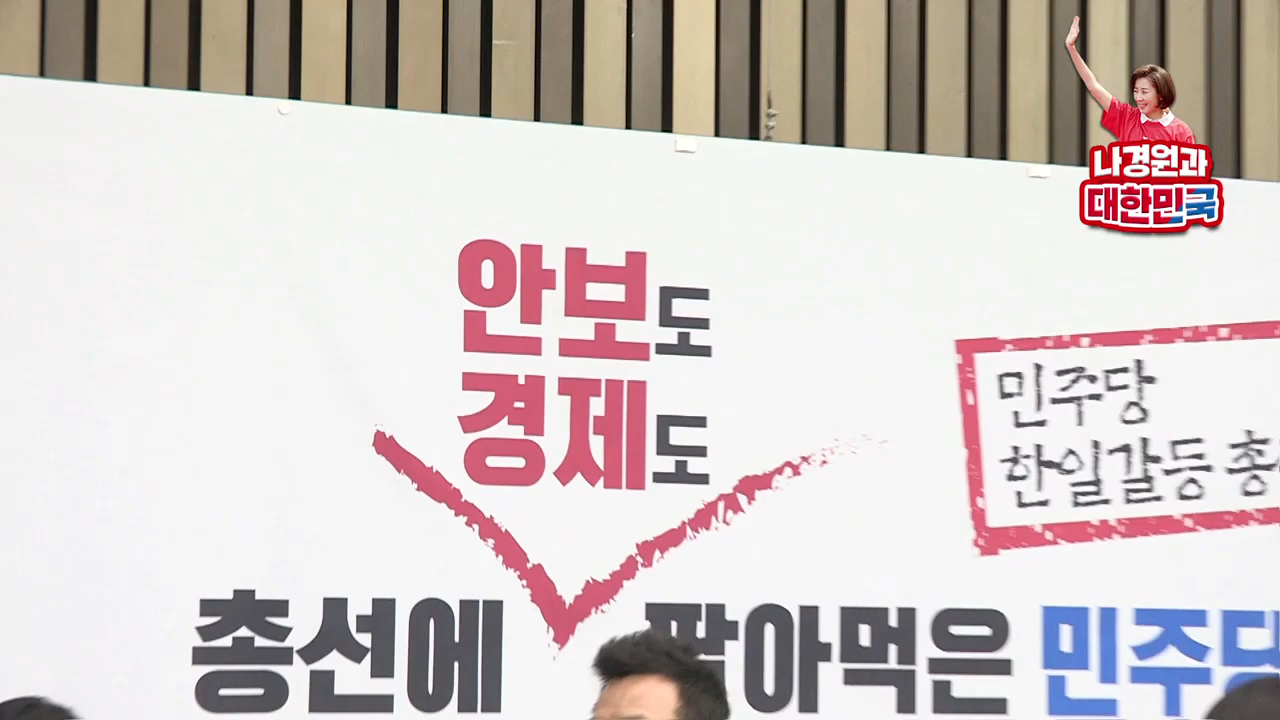 나경원과
대한민국
안보도
경제도
민주당
한일갈등
총선에 팔아먹은 민주당